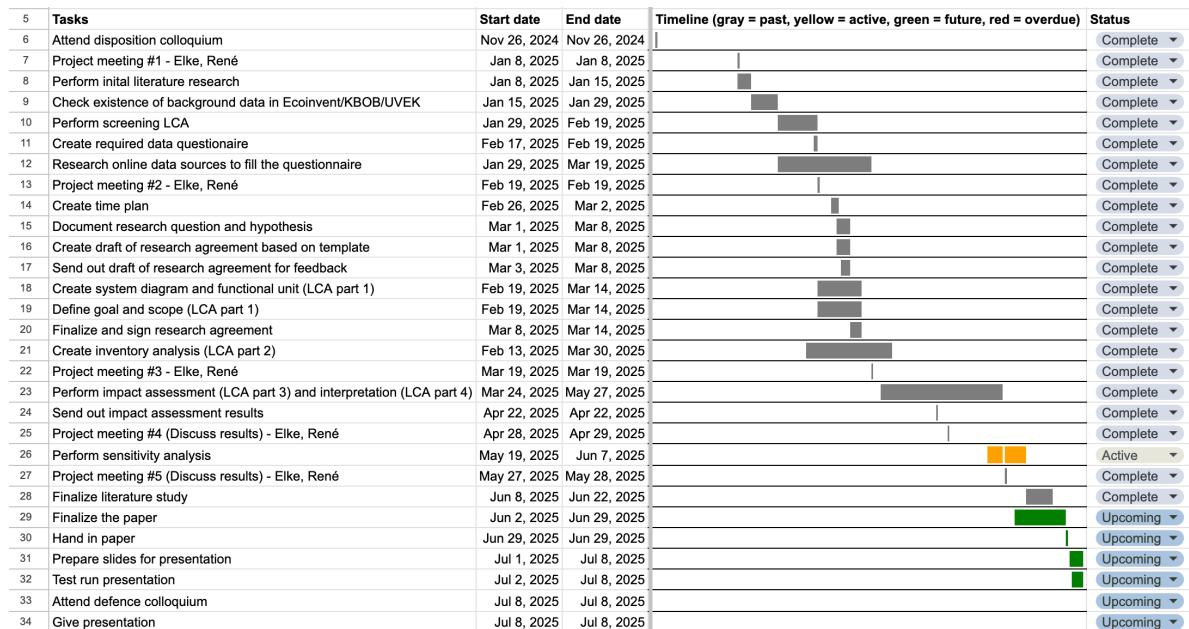 5 Tasks Start date End date Timeline (gray = past, yellow = active, green = future, red = overdue) Status
6 Attend disposition colloquium Nov 26, 2024 Nov 26, 2024 Complete
7 Project meeting #1 - Elke, René Jan 8, 2025 Jan 8, 2025 Complete
8 Perform inital literature research Jan 8, 2025 Jan 15, 2025 Complete
9 Check existence of background data in Ecoinvent/KBOB/UVEK Jan 15, 2025 Jan 29, 2025 Complete
10 Perform screening LCA Jan 29, 2025 Feb 19, 2025 Complete
11 Create required data questionaire Feb 17, 2025 Feb 19, 2025 Complete
12 Research online data sources to fill the questionnaire Jan 29, 2025 Mar 19, 2025 Complete
13 Project meeting #2 - Elke, René Feb 19, 2025 Feb 19, 2025 Complete
14 Create time plan Feb 26, 2025 Mar 2, 2025 Complete
15 Document research question and hypothesis Mar 1, 2025 Mar 8, 2025 Complete
16 Create draft of research agreement based on template Mar 1, 2025 Mar 8, 2025 Complete
17 Send out draft of research agreement for feedback Mar 3, 2025 Mar 8, 2025 Complete
18 Create system diagram and functional unit (LCA part 1) Feb 19, 2025 Mar 14, 2025 Complete
19 Define goal and scope (LCA part 1) Feb 19, 2025 Mar 14, 2025 Complete
20 Finalize and sign research agreement Mar 8, 2025 Mar 14, 2025 Complete
21 Create inventory analysis (LCA part 2) Feb 13, 2025 Mar 30, 2025 Complete
22 Project meeting #3 - Elke, René Mar 19, 2025 Mar 19, 2025 Complete
23 Perform impact assessment (LCA part 3) and interpretation (LCA part 4) Mar 24, 2025 May 27, 2025 Complete
24 Send out impact assessment results Apr 22, 2025 Apr 22, 2025 Complete
25 Project meeting #4 (Discuss results) - Elke, René Apr 28, 2025 Apr 29, 2025 Complete
26 Perform sensitivity analysis May 19, 2025 Jun 7, 2025 Active
27 Project meeting #5 (Discuss results) - Elke, René May 27, 2025 May 28, 2025 Complete
28 Finalize literature study Jun 8, 2025 Jun 22, 2025 Complete
29 Finalize the paper Jun 2, 2025 Jun 29, 2025 Upcoming
30 Hand in paper Jun 29, 2025 Jun 29, 2025 Upcoming
31 Prepare slides for presentation Jul 1, 2025 Jul 8, 2025 Upcoming
32 Test run presentation Jul 2, 2025 Jul 8, 2025 Upcoming
33 Attend defence colloquium Jul 8, 2025 Jul 8, 2025 Upcoming
34 Give presentation Jul 8, 2025 Jul 8, 2025 Upcoming